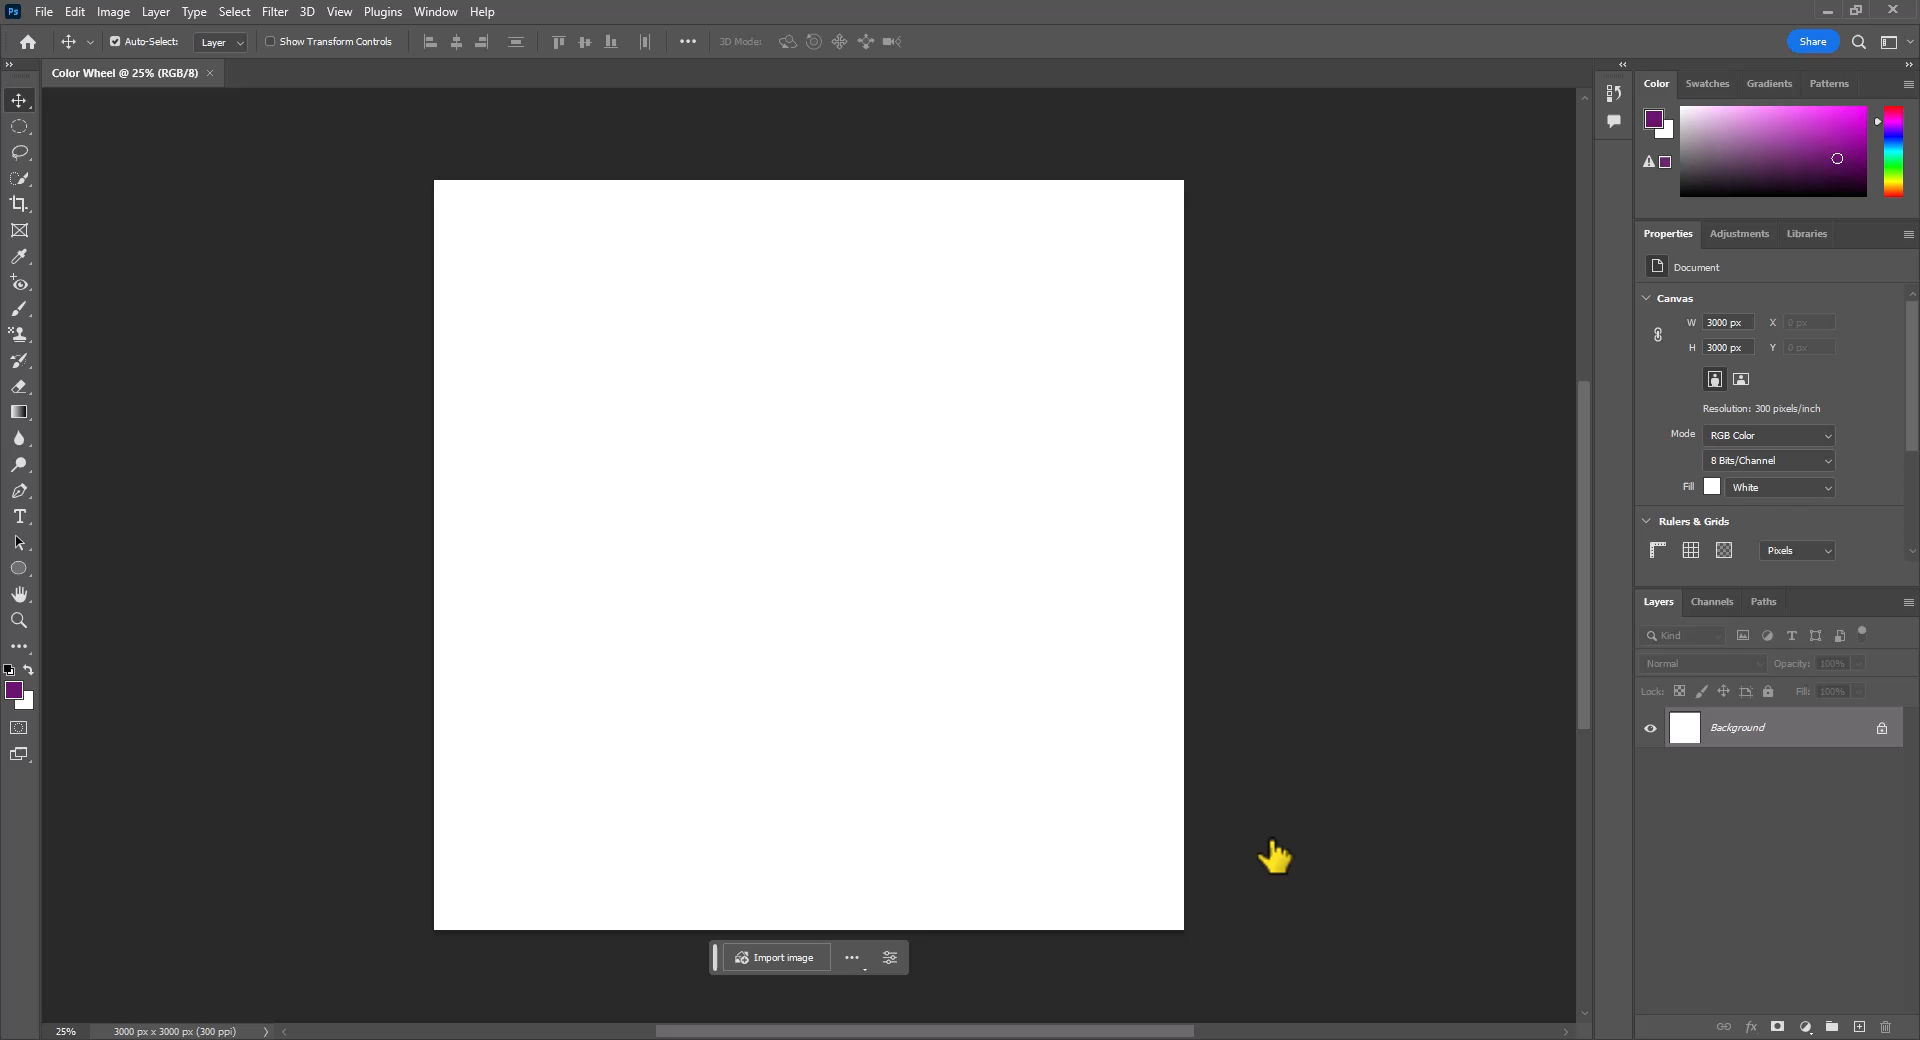 Ps File Edit Image Layer Type Select Filter 3D View Plugins Window Help
Auto-Select: Layer Show Transform Controls 3D Mode: Share
Color Wheel @ 25% (RGB/8)
Color Swatches Gradients Patterns
Properties Adjustments Libraries
Document
Canvas
W 3000 px X 0 px
H 3000 px Y 0 px
Resolution: 300 pixels/inch
Mode RGB Color
8 Bits/Channel
Fill White
Rulers & Grids
Pixels
Layers Channels Paths
Kind
Normal Opacity: 100%
Lock: Fill: 100%
Background
Import image
25% 3000 px x 3000 px (300 ppi)